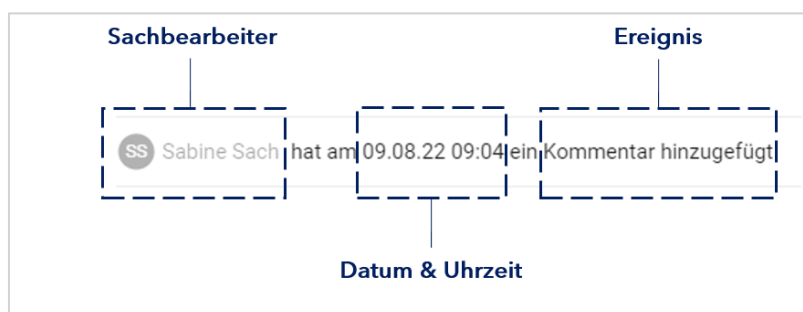 Sachbearbeiter
Ereignis
SS Sabine Sach hat am 09.08.22 09:04 ein Kommentar hinzugefügt
Datum & Uhrzeit